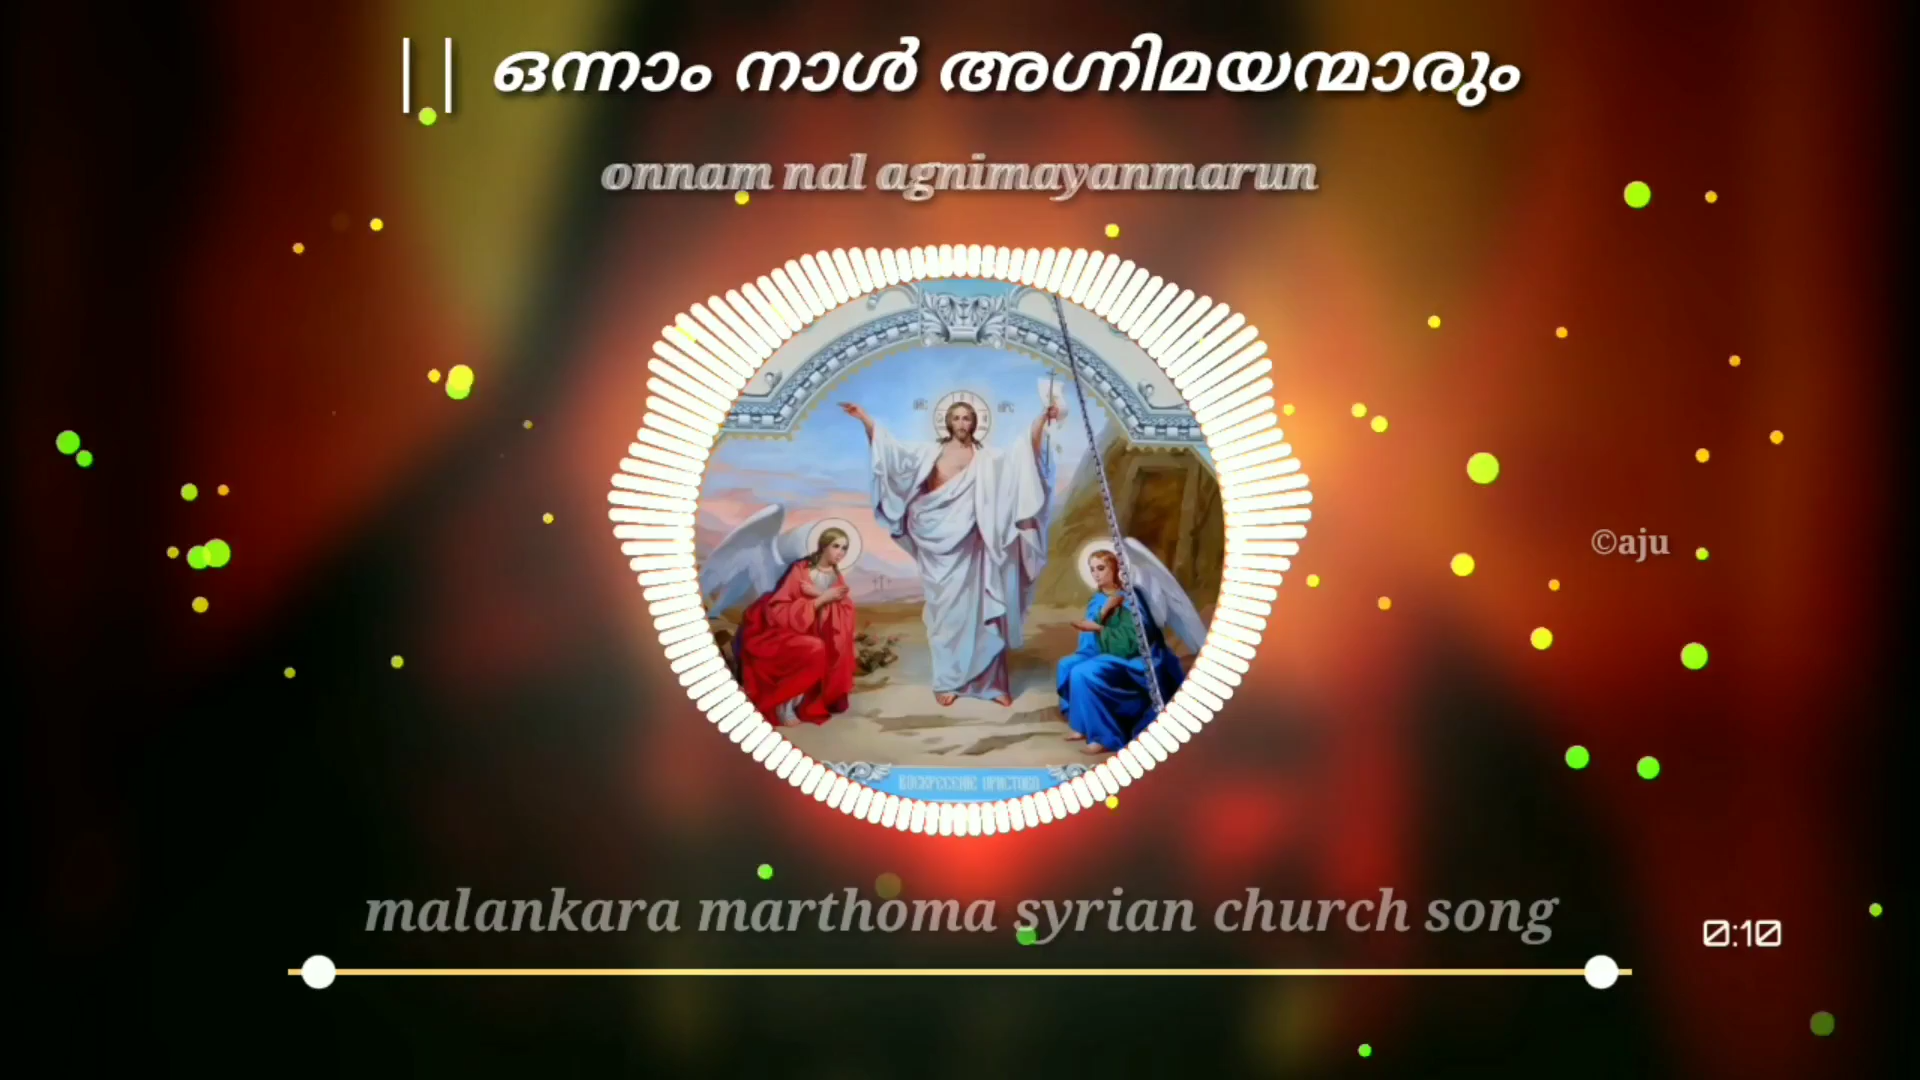 || ഒന്നാം നാൾ അഗ്നിമയന്മാരും
onnam nal agnimayanmarun
©aju
malankara marthoma syrian church song
0:10